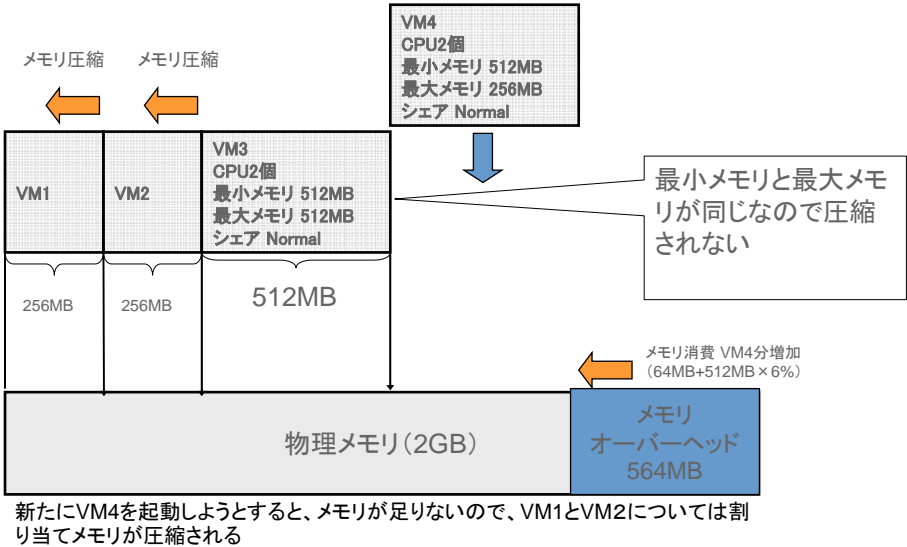 VM4
CPU2個
最小メモリ 512MB
最大メモリ 256MB
シェア Normal
メモリ圧縮
メモリ圧縮
VM1
VM2
VM3
CPU2個
最小メモリ 512MB
最大メモリ 512MB
シェア Normal
最小メモリと最大メモ
リが同じなので圧縮
されない
256MB
256MB
512MB
メモリ消費 VM4分増加
（64MB+512MB×6%）
物理メモリ（2GB）
メモリ
オーバーヘッド
564MB
新たにVM4を起動しようとすると、メモリが足りないので、VM1とVM2については割
り当てメモリが圧縮される